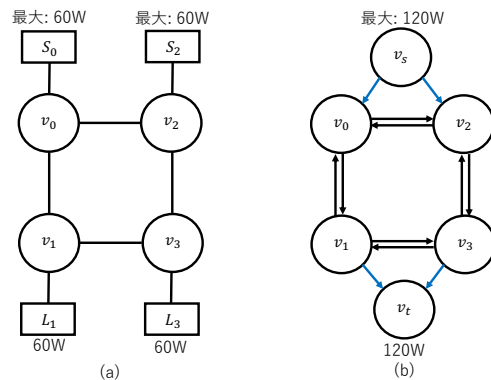 最大: 60W 最大: 60W
S₀ S₂
v₀ v₂
v₁ v₃
L₁ L₃
60W 60W
(a)
最大: 120W
vₛ
v₀ v₂
v₁ v₃
vₜ
120W
(b)